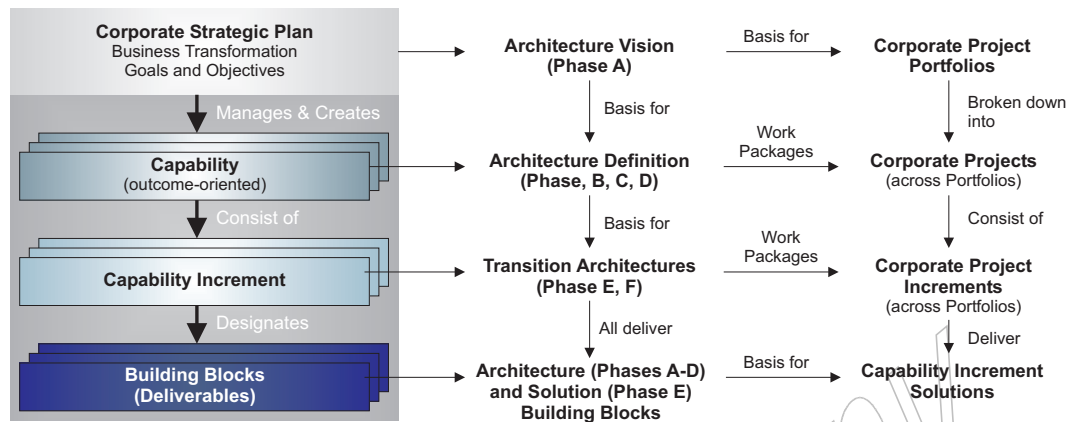 Corporate Strategic Plan
Business Transformation
Goals and Objectives
Architecture Vision
(Phase A)
Basis for
Corporate Project
Portfolios
Manages & Creates
Basis for
Broken down
into
Capability
(outcome-oriented)
Architecture Definition
(Phase, B, C, D)
Work
Packages
Corporate Projects
(across Portfolios)
Consist of
Basis for
Consist of
Capability Increment
Transition Architectures
(Phase E, F)
Work
Packages
Corporate Project
Increments
(across Portfolios)
Designates
All deliver
Deliver
Building Blocks
(Deliverables)
Architecture (Phases A-D)
and Solution (Phase E)
Building Blocks
Basis for
Capability Increment
Solutions